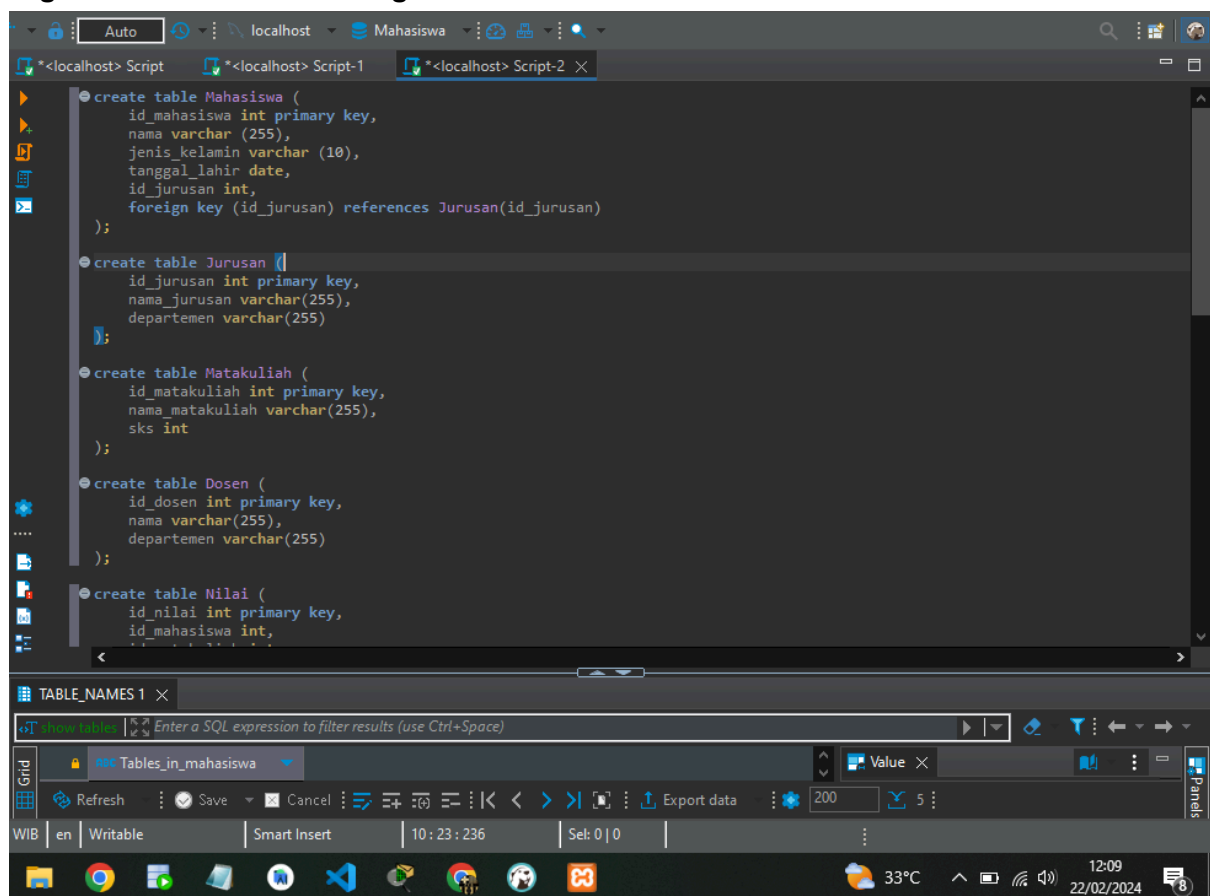 Auto
localhost
Mahasiswa
*<localhost> Script
*<localhost> Script-1
*<localhost> Script-2
create table Mahasiswa (
id_mahasiswa int primary key,
nama varchar (255),
jenis_kelamin varchar (10),
tanggal_lahir date,
id_jurusan int,
foreign key (id_jurusan) references Jurusan(id_jurusan)
);
create table Jurusan (
id_jurusan int primary key,
nama_jurusan varchar(255),
departemen varchar(255)
);
create table Matakuliah (
id_matakuliah int primary key,
nama_matakuliah varchar(255),
sks int
);
create table Dosen (
id_dosen int primary key,
nama varchar(255),
departemen varchar(255)
);
create table Nilai (
id_nilai int primary key,
id_mahasiswa int,
TABLE_NAMES 1
show tables
Enter a SQL expression to filter results (use Ctrl+Space)
Grid
Tables_in_mahasiswa
Value
Panels
Refresh
Save
Cancel
Export data
200
5
WIB
en
Writable
Smart Insert
10 : 23 : 236
Sel: 0 | 0
33°C
12:09
22/02/2024
8